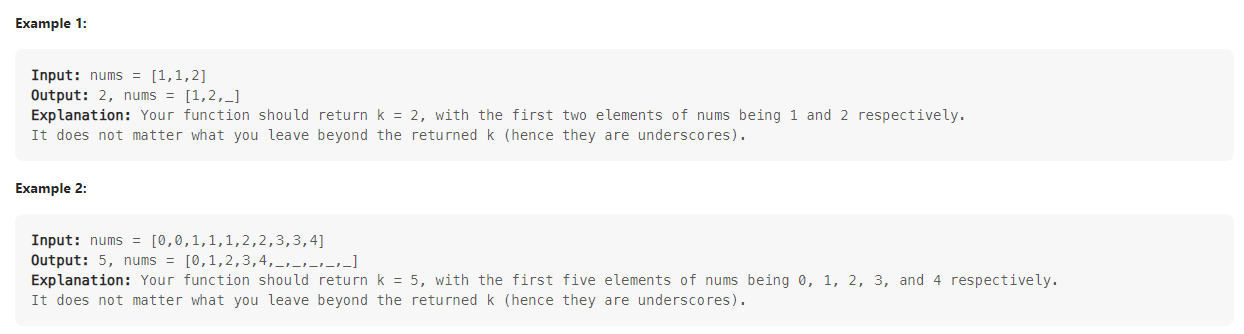 Example 1:
Input: nums = [1,1,2]
Output: 2, nums = [1,2,_]
Explanation: Your function should return k = 2, with the first two elements of nums being 1 and 2 respectively.
It does not matter what you leave beyond the returned k (hence they are underscores).
Example 2:
Input: nums = [0,0,1,1,1,2,2,3,3,4]
Output: 5, nums = [0,1,2,3,4,_,_,_,_,_]
Explanation: Your function should return k = 5, with the first five elements of nums being 0, 1, 2, 3, and 4 respectively.
It does not matter what you leave beyond the returned k (hence they are underscores).